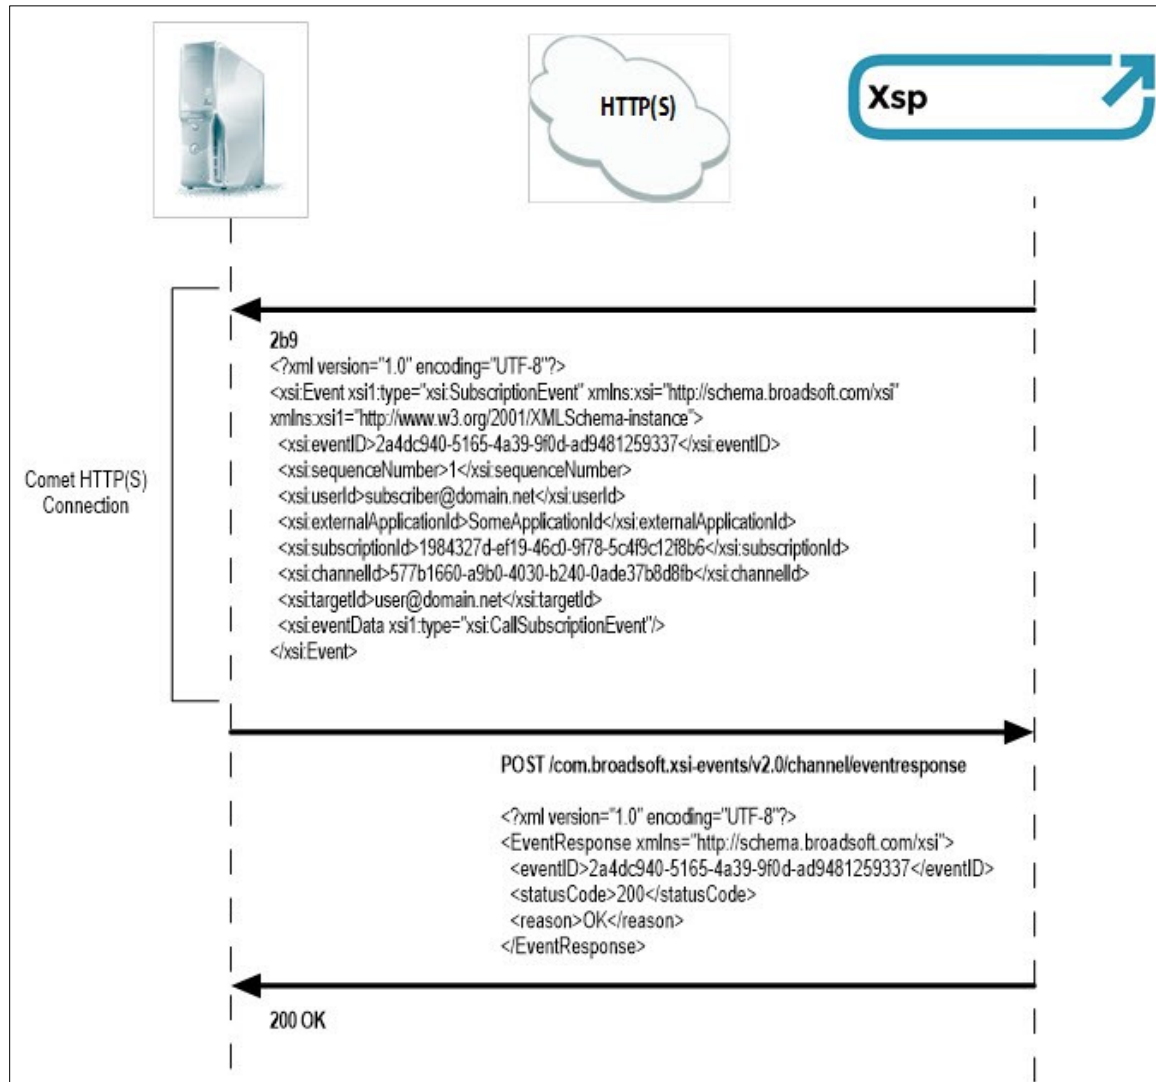 HTTP(S)
Xsp
2b9
<?xml version="1.0" encoding="UTF-8"?>
<xsi:Event xsi1:type="xsi:SubscriptionEvent" xmlns:xsi="http://schema.broadsoft.com/xsi"
xmlns:xsi1="http://www.w3.org/2001/XMLSchema-instance">
<xsi:eventID>2a4dc940-5165-4a39-9f0d-ad9481259337</xsi:eventID>
<xsi:sequenceNumber>1</xsi:sequenceNumber>
<xsi:userId>subscriber@domain.net</xsi:userId>
<xsi:externalApplicationId>SomeApplicationId</xsi:externalApplicationId>
<xsi:subscriptionId>1984327d-ef19-46c0-9f78-5c4f9c12f8b6</xsi:subscriptionId>
<xsi:channelId>577b1660-a9b0-4030-b240-0ade37b8d8fb</xsi:channelId>
<xsi:targetId>user@domain.net</xsi:targetId>
<xsi:eventData xsi1:type="xsi:CallSubscriptionEvent"/>
</xsi:Event>
Comet HTTP(S)
Connection
POST /com.broadsoft.xsi-events/v2.0/channel/eventresponse
<?xml version="1.0" encoding="UTF-8"?>
<EventResponse xmlns="http://schema.broadsoft.com/xsi">
<eventID>2a4dc940-5165-4a39-9f0d-ad9481259337</eventID>
<statusCode>200</statusCode>
<reason>OK</reason>
</EventResponse>
200 OK